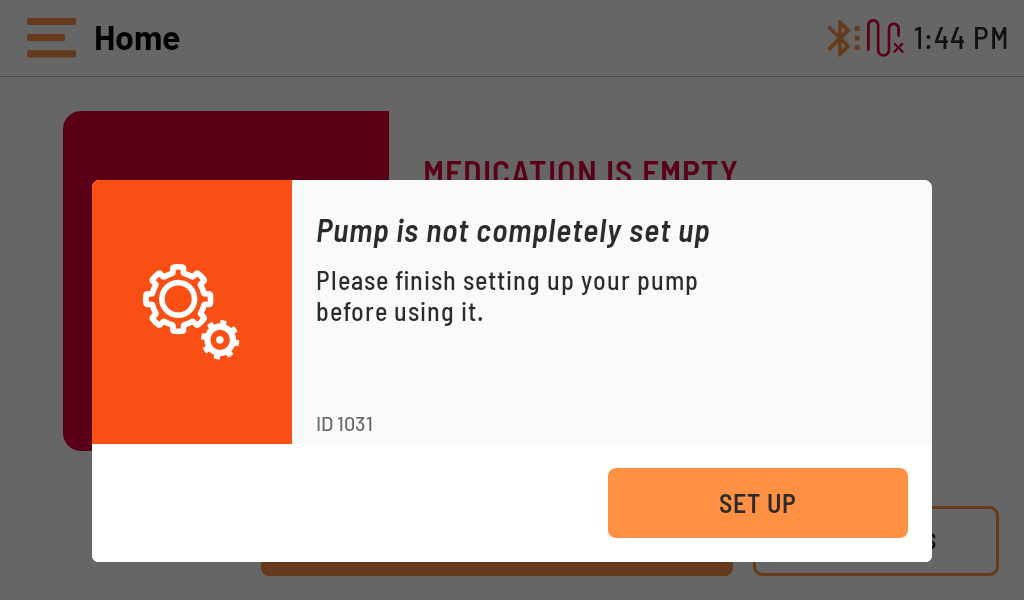 Home
1:44 PM
MEDICATION IS EMPTY
Pump is not completely set up
Please finish setting up your pump
before using it.
ID 1031
SET UP